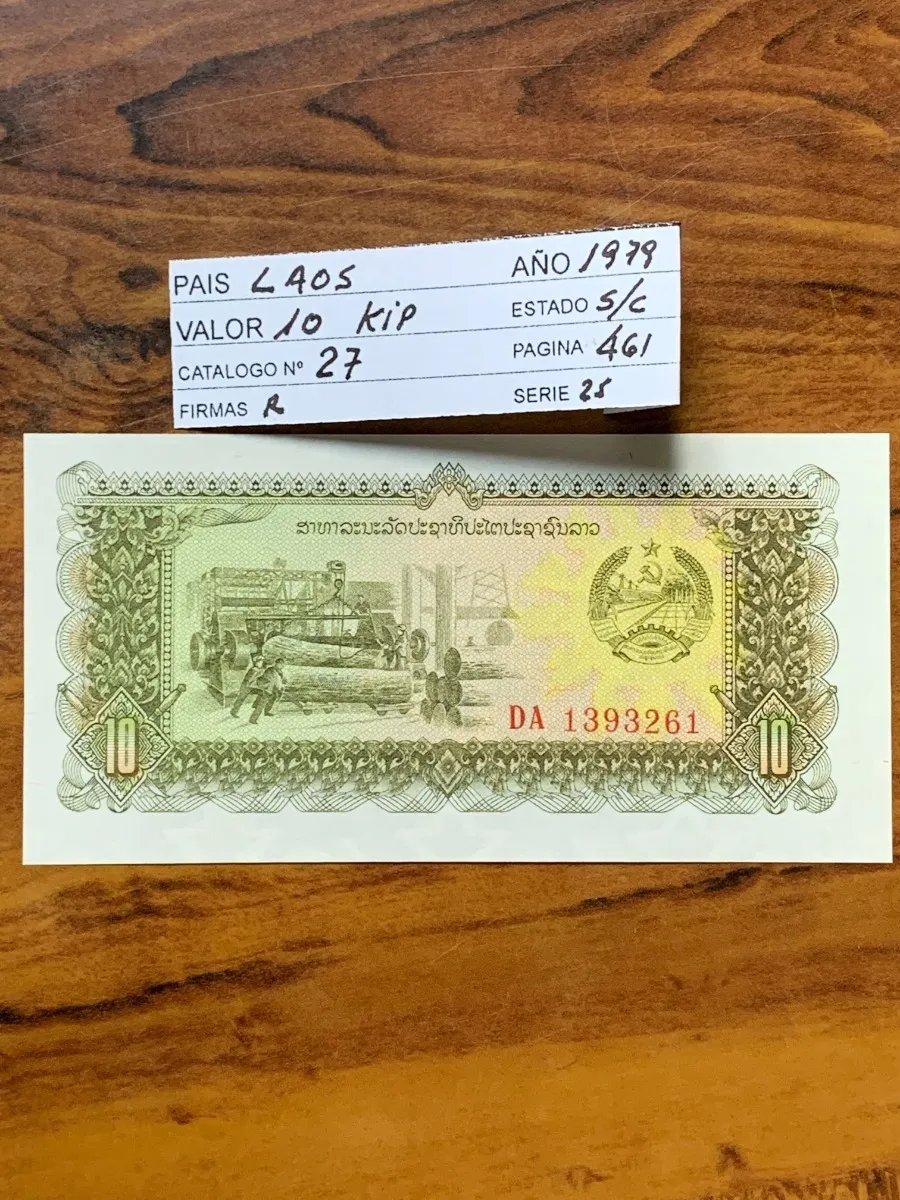 PAIS LAOS AÑO 1979
VALOR 10 KIP ESTADO S/C
CATALOGO Nº 27 PAGINA 461
FIRMAS R SERIE 25
ສາທາລະນະລັດປະຊາທິປະໄຕປະຊາຊົນລາວ
DA 1393261
10 10